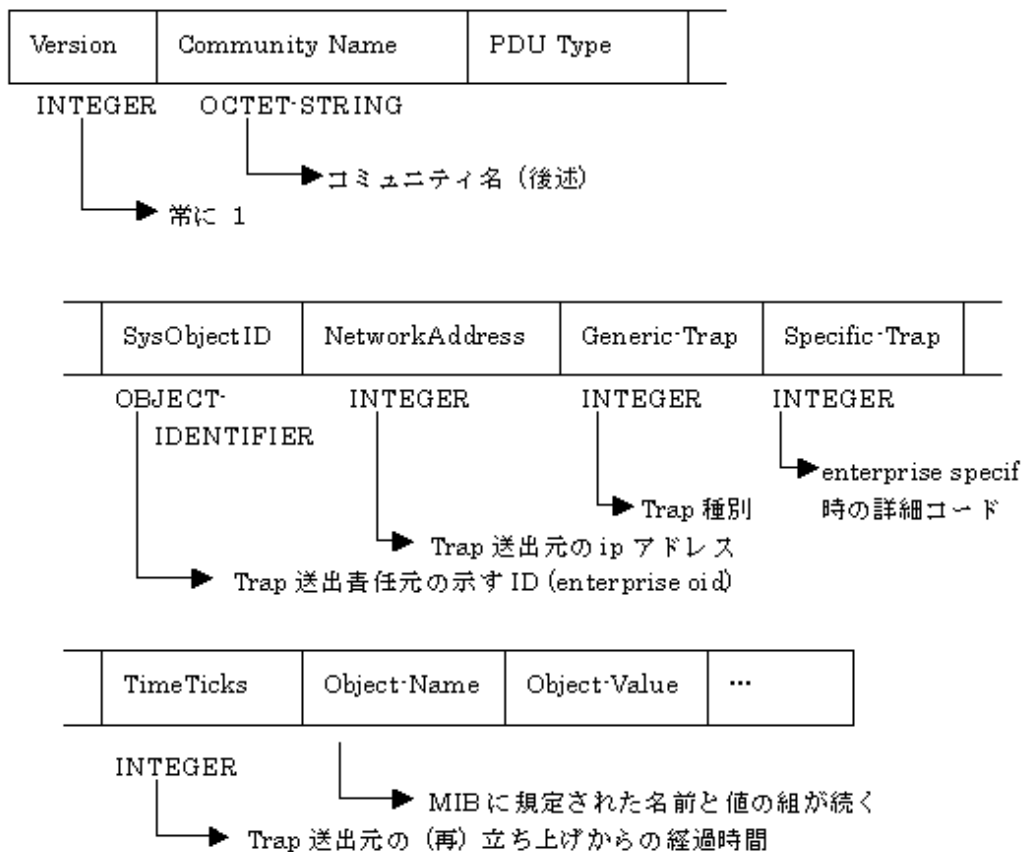 Version Community Name PDU Type
INTEGER OCTET-STRING
コミュニティ名 (後述)
常に 1
SysObjectID NetworkAddress Generic-Trap Specific-Trap
OBJECT- INTEGER INTEGER INTEGER
IDENTIFIER
enterprise specif
Trap 種別 時の詳細コード
Trap 送出元の ip アドレス
Trap 送出責任元の示す ID (enterprise oid)
TimeTicks Object-Name Object-Value …
INTEGER
MIB に規定された名前と値の組が続く
Trap 送出元の (再) 立ち上げからの経過時間